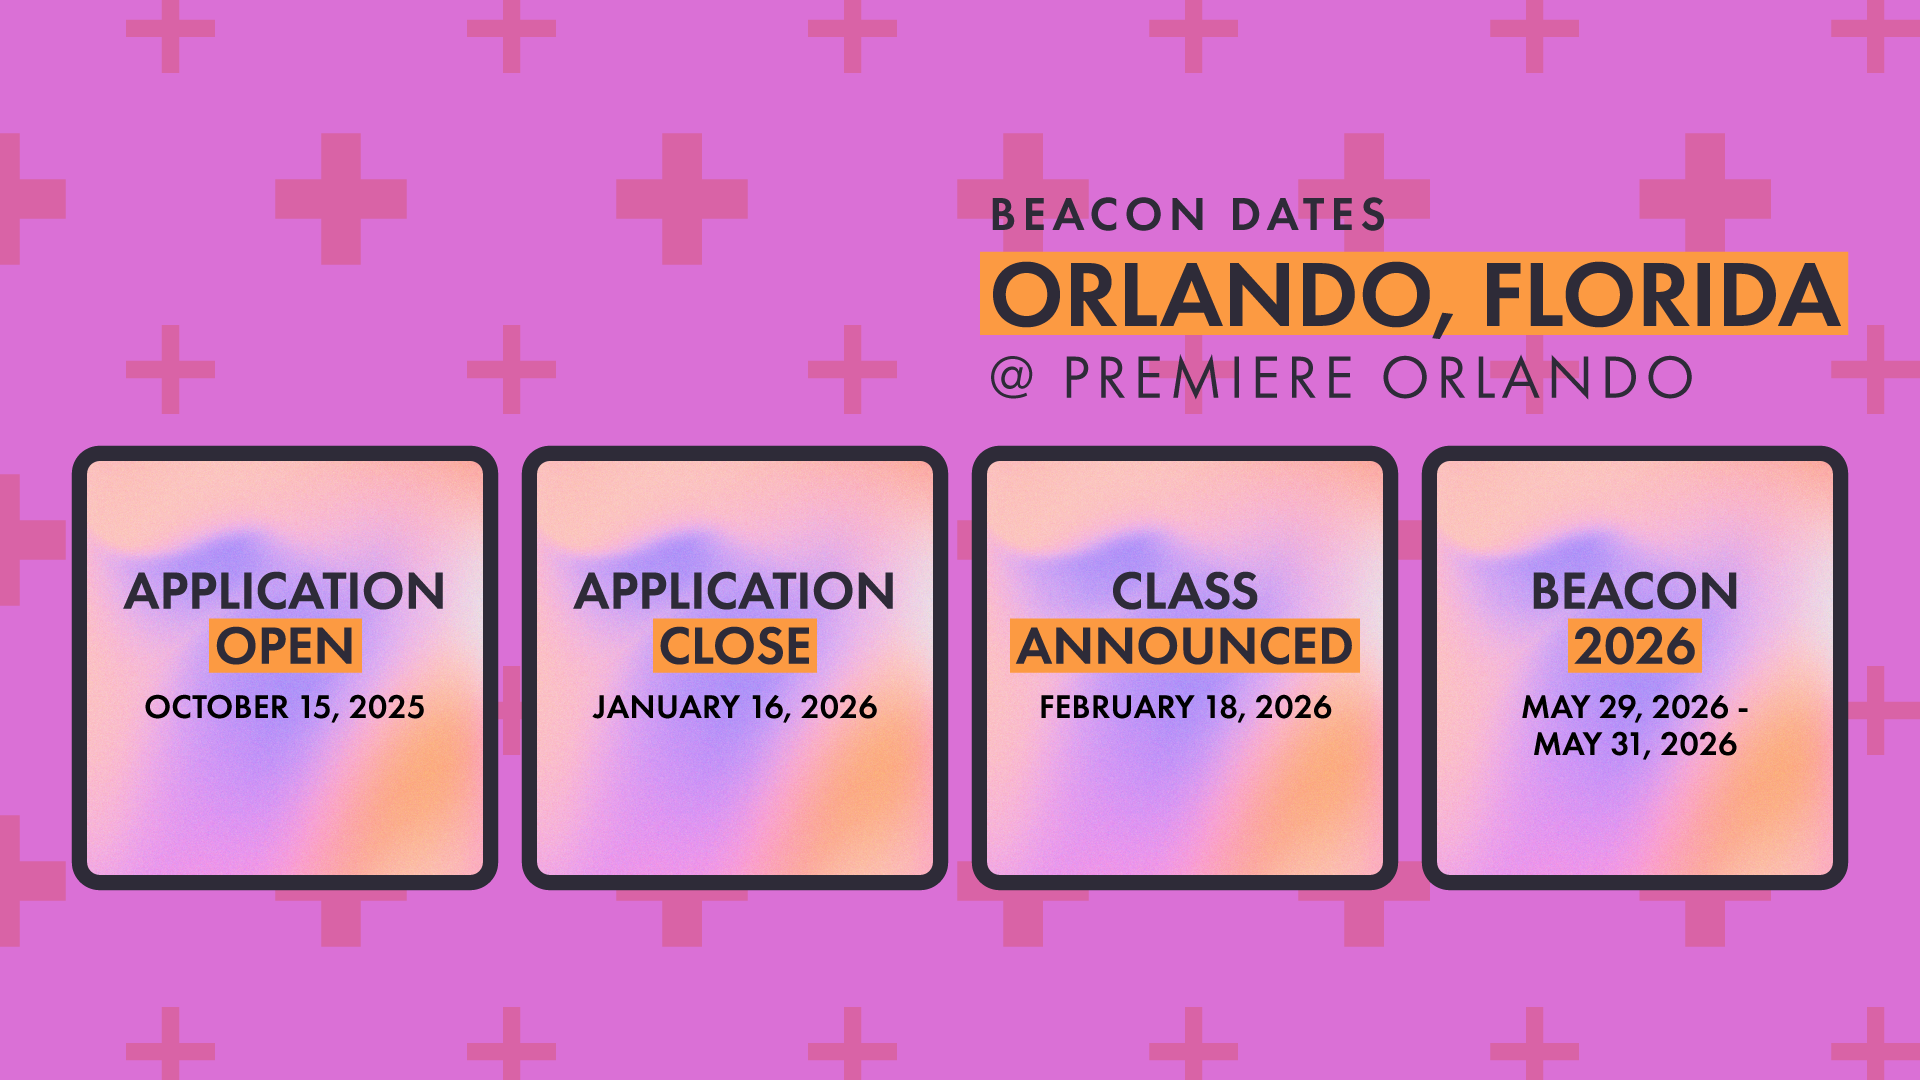 BEACON DATES
ORLANDO, FLORIDA
@ PREMIERE ORLANDO
APPLICATION
OPEN
OCTOBER 15, 2025
APPLICATION
CLOSE
JANUARY 16, 2026
CLASS
ANNOUNCED
FEBRUARY 18, 2026
BEACON
2026
MAY 29, 2026 -
MAY 31, 2026